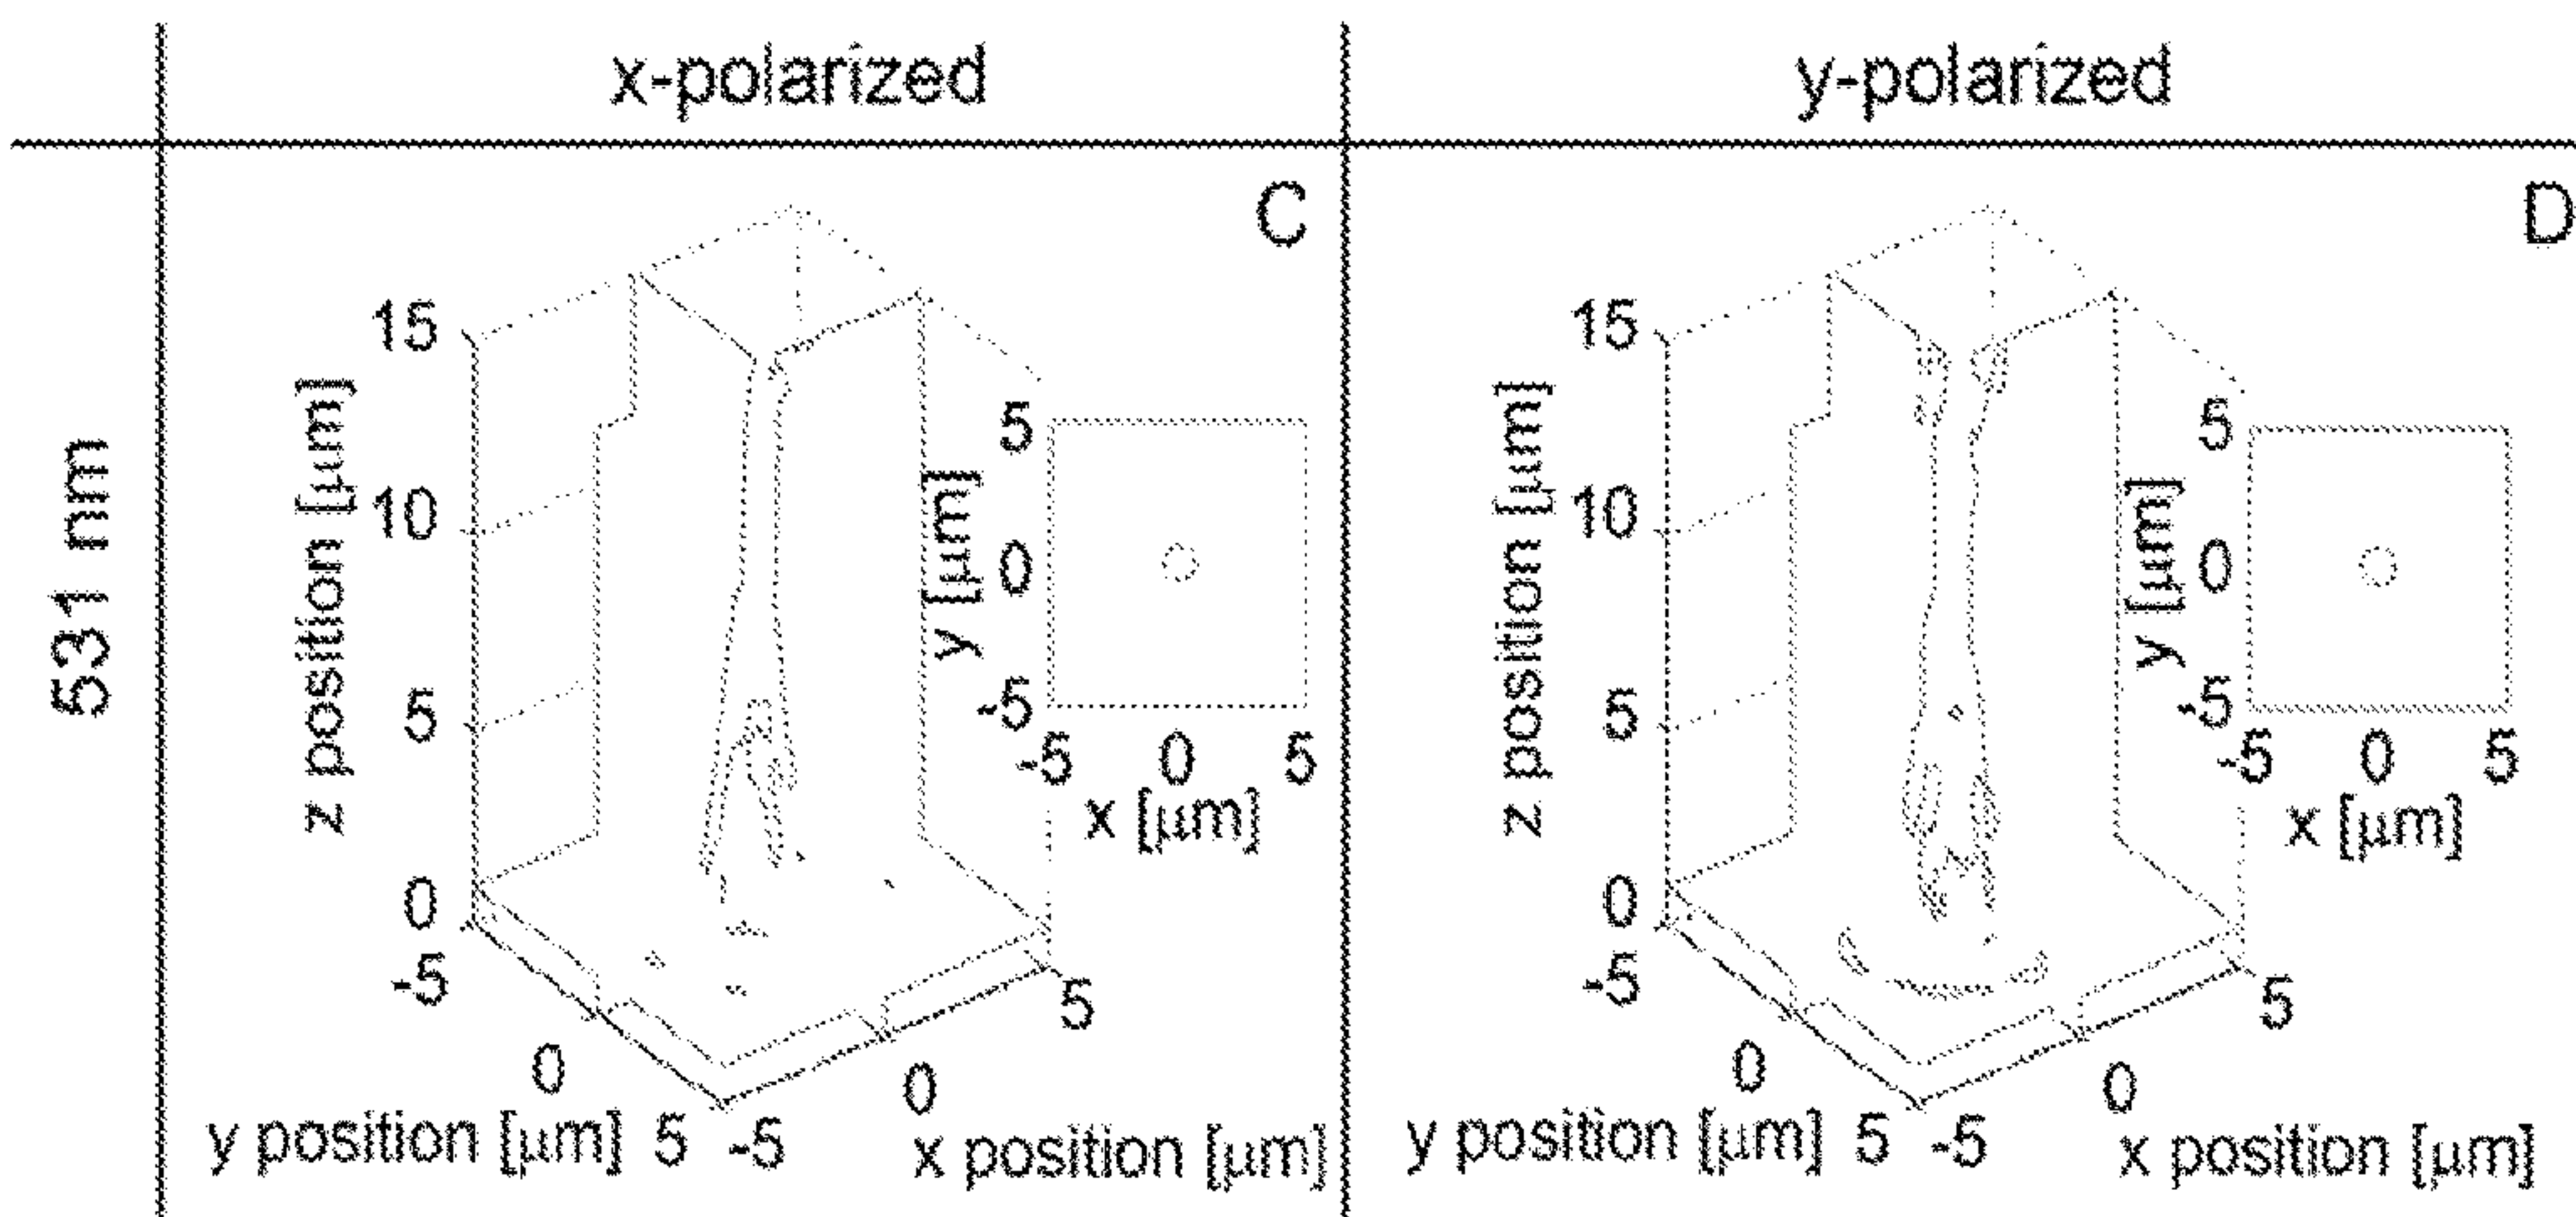 x-polarized
y-polarized
531 nm
C
z position [μm]
15
10
5
0
-5
0
5
y position [μm]
-5
0
5
x position [μm]
y [μm]
5
0
-5
-5
0
5
x [μm]
D
z position [μm]
15
10
5
0
-5
0
5
y position [μm]
-5
0
5
x position [μm]
y [μm]
5
0
-5
-5
0
5
x [μm]